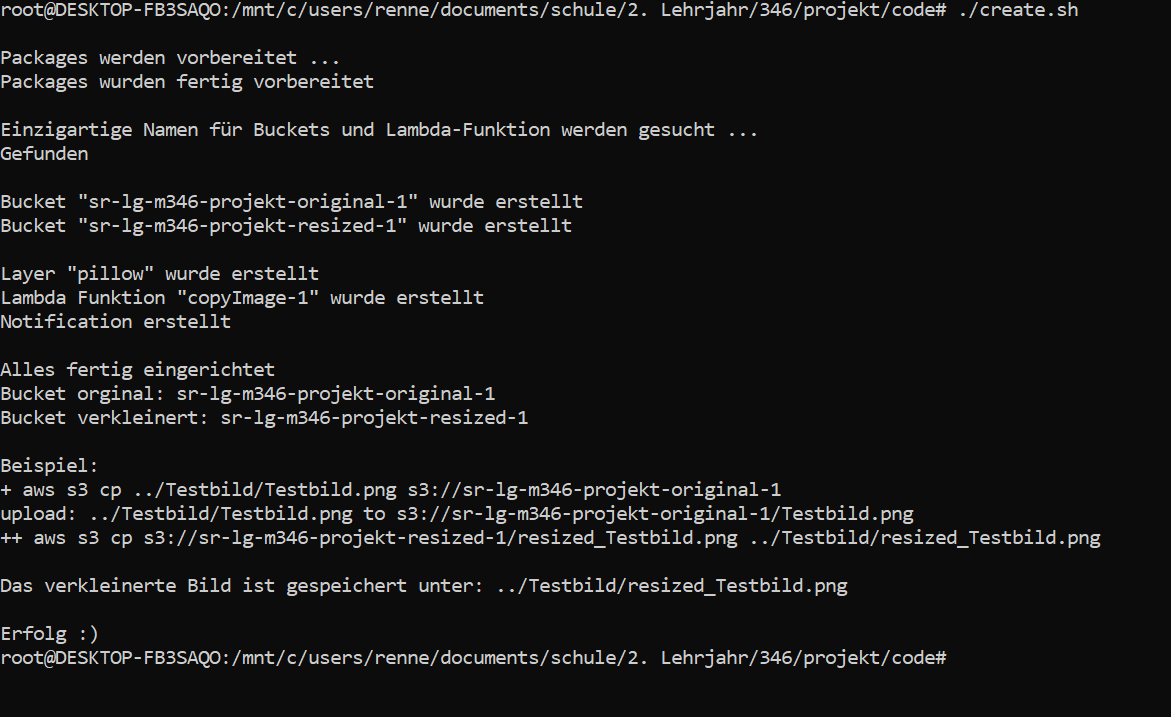 root@DESKTOP-FB3SAQO:/mnt/c/users/renne/documents/schule/2. Lehrjahr/346/projekt/code# ./create.sh
Packages werden vorbereitet ...
Packages wurden fertig vorbereitet
Einzigartige Namen für Buckets und Lambda-Funktion werden gesucht ...
Gefunden
Bucket "sr-lg-m346-projekt-original-1" wurde erstellt
Bucket "sr-lg-m346-projekt-resized-1" wurde erstellt
Layer "pillow" wurde erstellt
Lambda Funktion "copyImage-1" wurde erstellt
Notification erstellt
Alles fertig eingerichtet
Bucket orginal: sr-lg-m346-projekt-original-1
Bucket verkleinert: sr-lg-m346-projekt-resized-1
Beispiel:
+ aws s3 cp ../Testbild/Testbild.png s3://sr-lg-m346-projekt-original-1
upload: ../Testbild/Testbild.png to s3://sr-lg-m346-projekt-original-1/Testbild.png
++ aws s3 cp s3://sr-lg-m346-projekt-resized-1/resized_Testbild.png ../Testbild/resized_Testbild.png
Das verkleinerte Bild ist gespeichert unter: ../Testbild/resized_Testbild.png
Erfolg :)
root@DESKTOP-FB3SAQO:/mnt/c/users/renne/documents/schule/2. Lehrjahr/346/projekt/code#